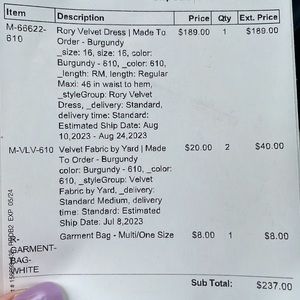 Item Description Price Qty Ext. Price
M-66622- Rory Velvet Dress | Made To $189.00 1 $189.00
610 Order - Burgundy
_size: 16, size: 16, color:
Burgundy - 610, _color: 610,
_length: RM, length: Regular
Maxi: 46 in waist to hem,
_styleGroup: Rory Velvet
Dress, _delivery: Standard,
delivery time: Standard:
Estimated Ship Date: Aug
10,2023 - Aug 24,2023
M-VLV-610 Velvet Fabric by Yard | Made $20.00 2 $40.00
To Order - Burgundy
color: Burgundy - 610, _color:
610, _styleGroup: Velvet
Fabric by Yard, _delivery:
Standard Medium, delivery
time: Standard: Estimated
Ship Date: Jul 8,2023
R- Garment Bag - Multi/One Size $8.00 1 $8.00
GARMENT-
BAG-
WHITE
Sub Total: $237.00
EXP 05/24